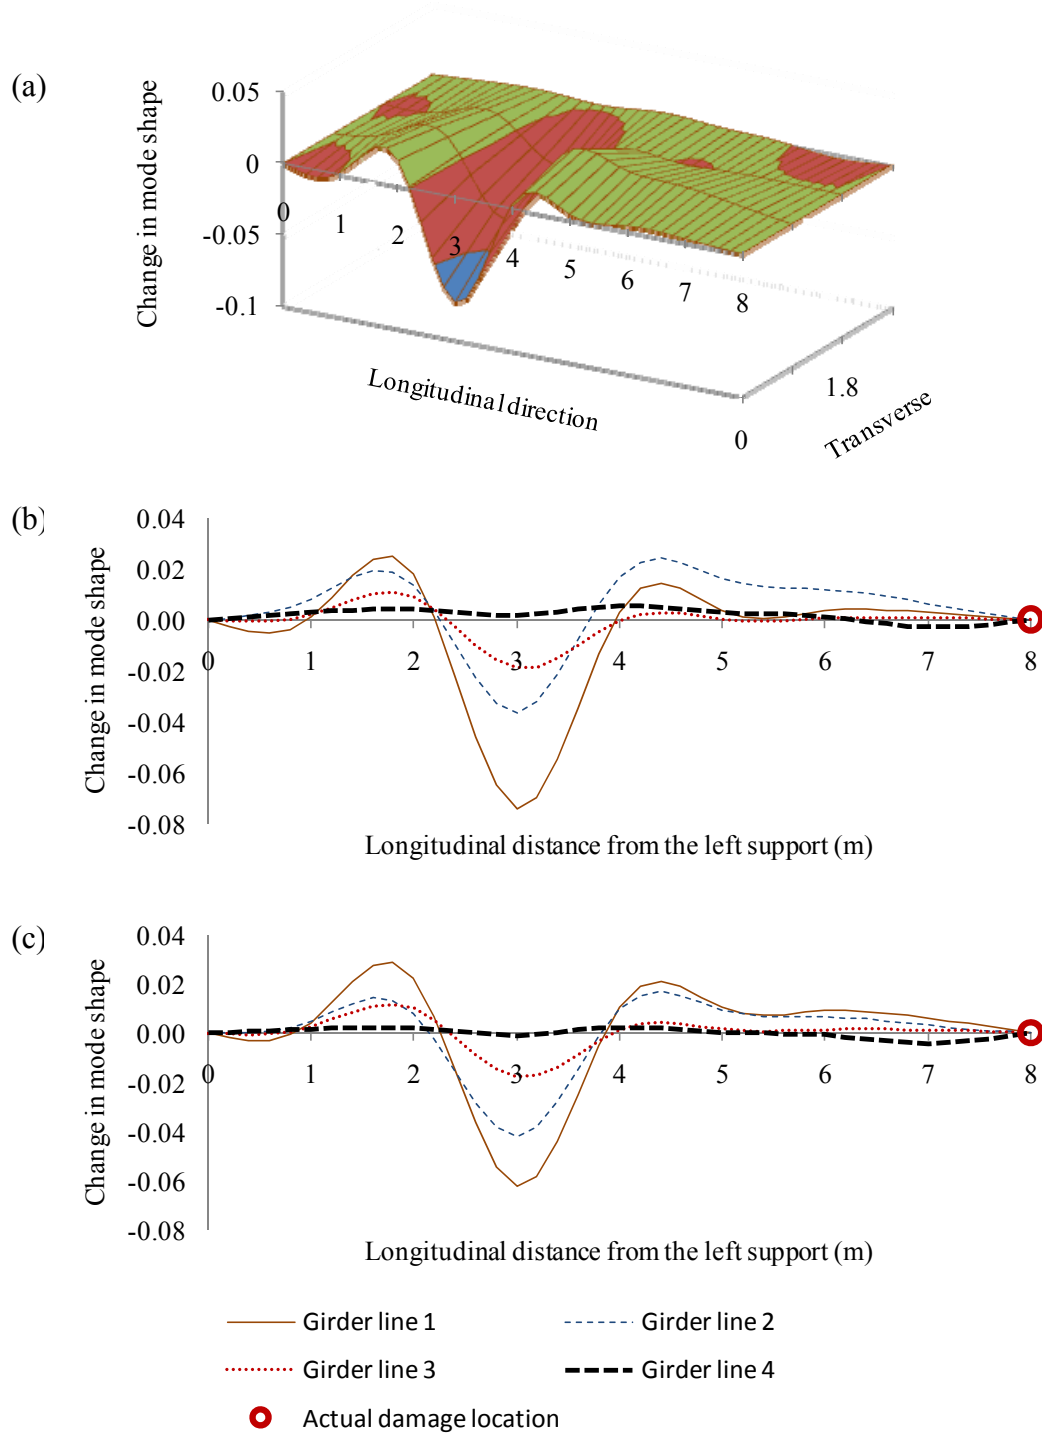 (a)
Change in mode shape
0.05
0
-0.05
-0.1
0 1 2 3 4 5 6 7 8
Longitudinal direction
0
1.8
Transverse
(b)
Change in mode shape
0.04
0.02
0.00
-0.02
-0.04
-0.06
-0.08
0 1 2 3 4 5 6 7 8
Longitudinal distance from the left support (m)
(c)
Change in mode shape
0.04
0.02
0.00
-0.02
-0.04
-0.06
-0.08
0 1 2 3 4 5 6 7 8
Longitudinal distance from the left support (m)
Girder line 1 Girder line 2
Girder line 3 Girder line 4
Actual damage location